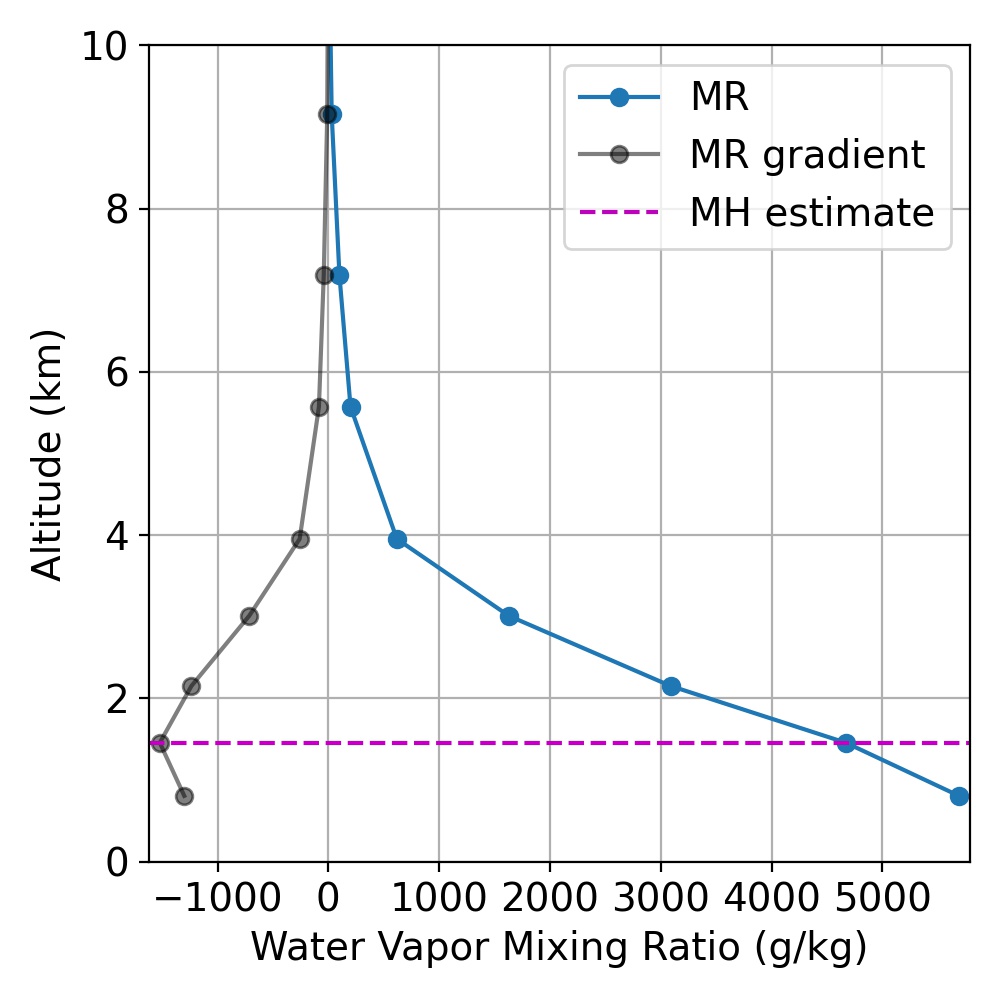 10
8
6
4
2
0
Altitude (km)
MR
MR gradient
MH estimate
−1000 0 1000 2000 3000 4000 5000
Water Vapor Mixing Ratio (g/kg)